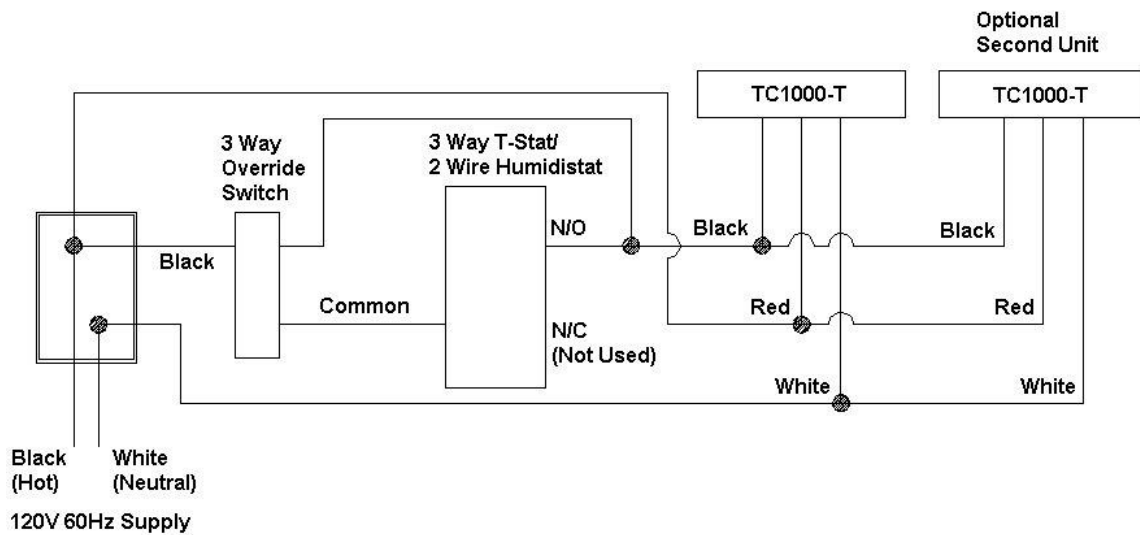 Optional
Second Unit
TC1000-T
TC1000-T
3 Way
Override
Switch
3 Way T-Stat/
2 Wire Humidistat
N/O
Black
Black
Black
Common
Red
Red
N/C
(Not Used)
White
White
Black
(Hot)
White
(Neutral)
120V 60Hz Supply